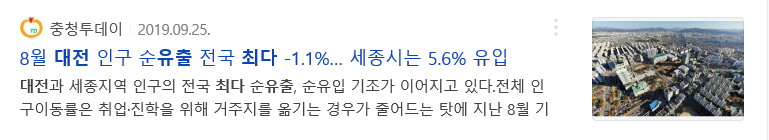 충청투데이 2019.09.25.
8월 대전 인구 순유출 전국 최다 -1.1%... 세종시는 5.6% 유입
대전과 세종지역 인구의 전국 최다 순유출, 순유입 기조가 이어지고 있다.전체 인
구이동률은 취업·진학을 위해 거주지를 옮기는 경우가 줄어드는 탓에 지난 8월 기